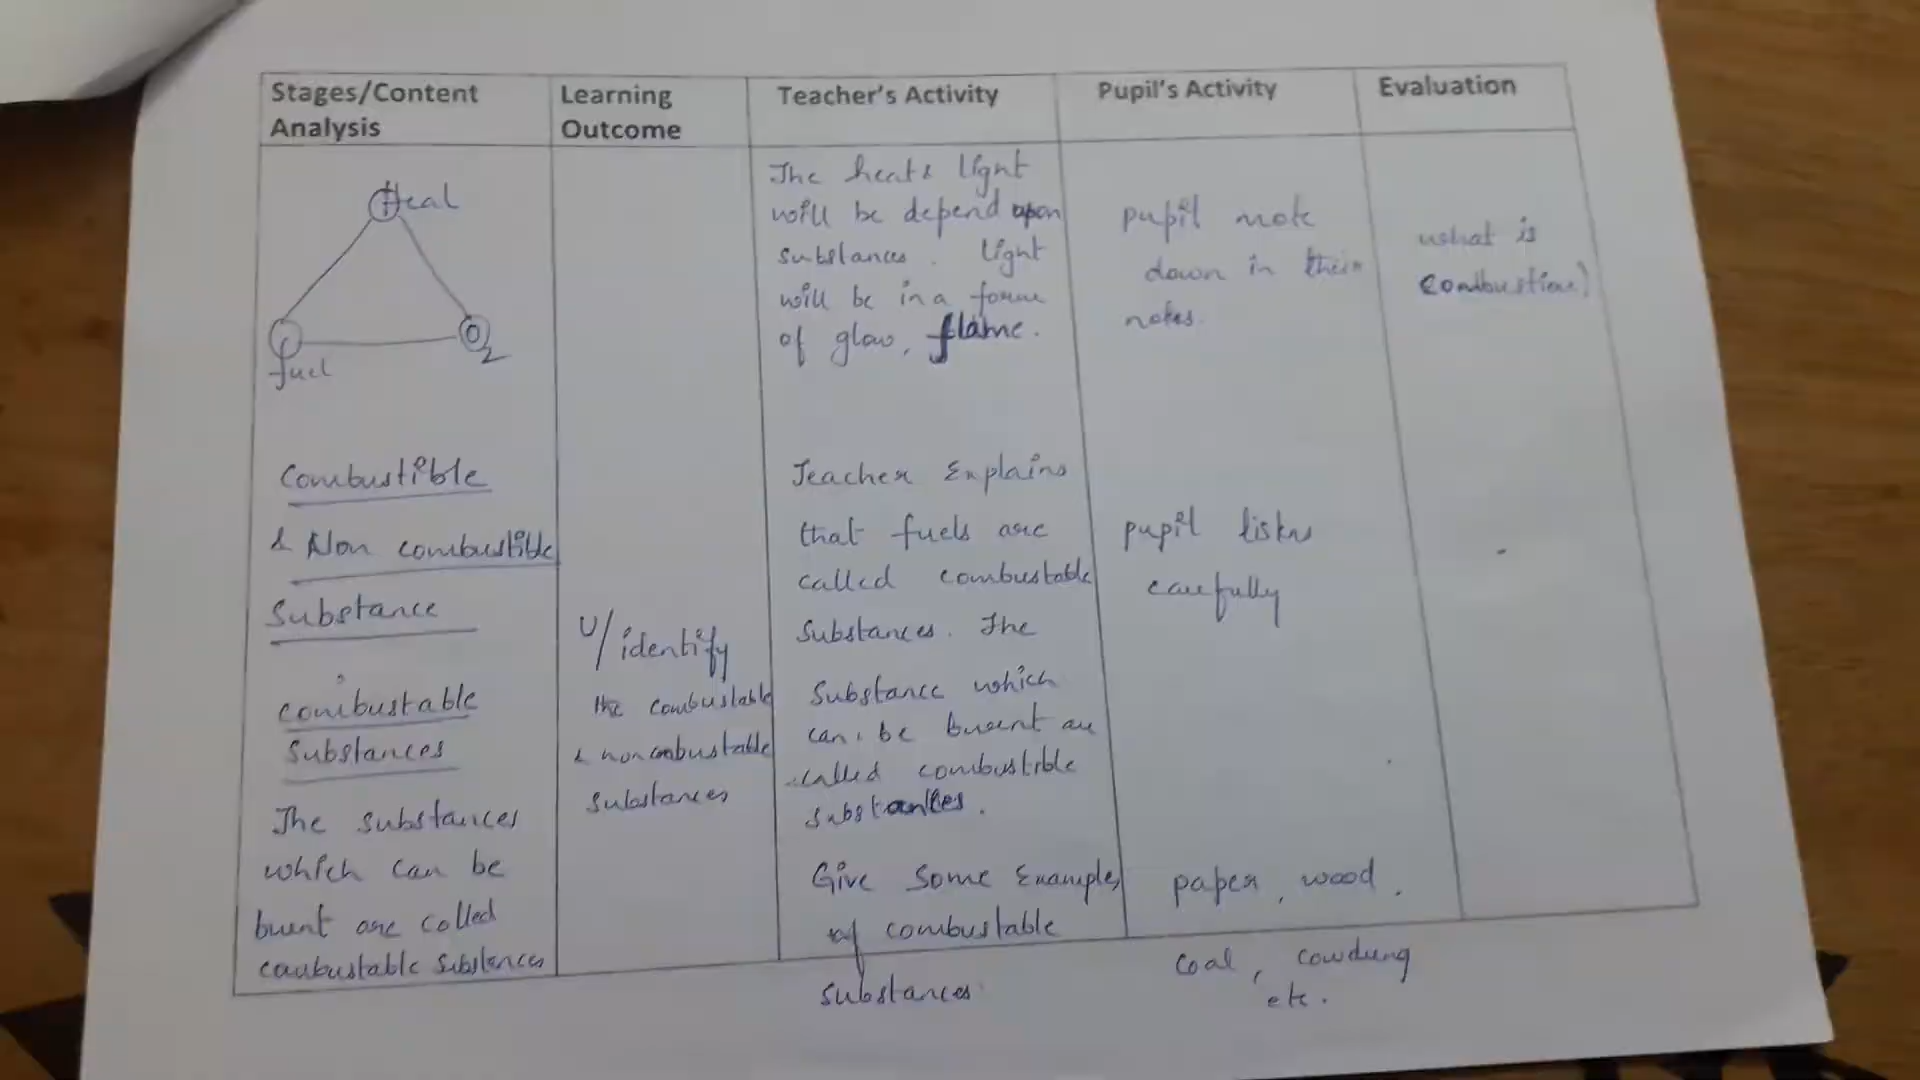 Stages/Content
Analysis
Learning
Outcome
Teacher's Activity
Pupil's Activity
Evaluation
Heat
fuel
O2
The heat & light
will be depend upon
substances. light
will be in a form
of glow, flame.
pupil note
down in their
notes.
what is
combustion?
Combustible
& Non combustible
Substance
combustable
Substances
The substances
which can be
burnt are called
combustable substances
U/identify
the combustable
& noncombustable
substances
Teacher Explains
that fuels are
called combustable
Substances. The
Substance which
can be burent are
called combustible
substances.
pupil listens
carefully
Give Some Examples
of combustable
substances
paper, wood,
coal, cowdung
etc.